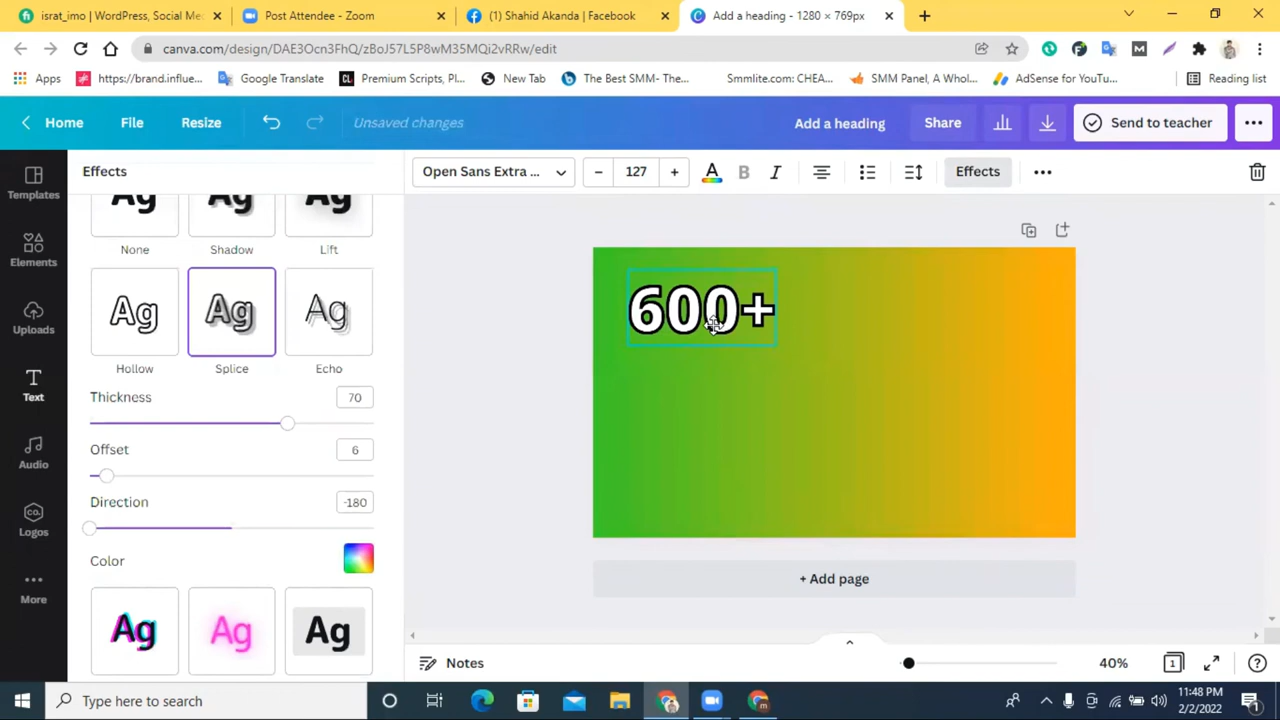 israt_imo | WordPress, Social Me
Post Attendee - Zoom
(1) Shahid Akanda | Facebook
Add a heading - 1280 × 769px
canva.com/design/DAE3Ocn3FhQ/zBoJ57L5P8wM35MQi2vRRw/edit
Apps
https://brand.influe...
Google Translate
Premium Scripts, Pl...
New Tab
The Best SMM- The...
Smmlite.com: CHEA...
SMM Panel, A Whol...
AdSense for YouTu...
Reading list
Home
File
Resize
Unsaved changes
Add a heading
Share
Send to teacher
Templates
Elements
Uploads
Text
Audio
CO.
Logos
More
Effects
Open Sans Extra ...
127
A
B
I
Effects
Ag
Ag
Ag
None
Shadow
Lift
Ag
Ag
Ag
Hollow
Splice
Echo
Thickness
70
Offset
6
Direction
-180
Color
Ag
Ag
Ag
600+
+ Add page
Notes
40%
1
Type here to search
11:48 PM
2/2/2022